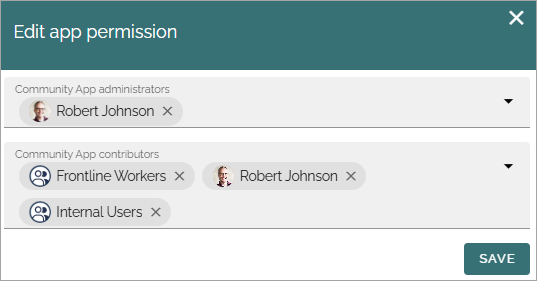 Edit app permission
Community App administrators
Robert Johnson
Community App contributors
Frontline Workers Robert Johnson
Internal Users
SAVE